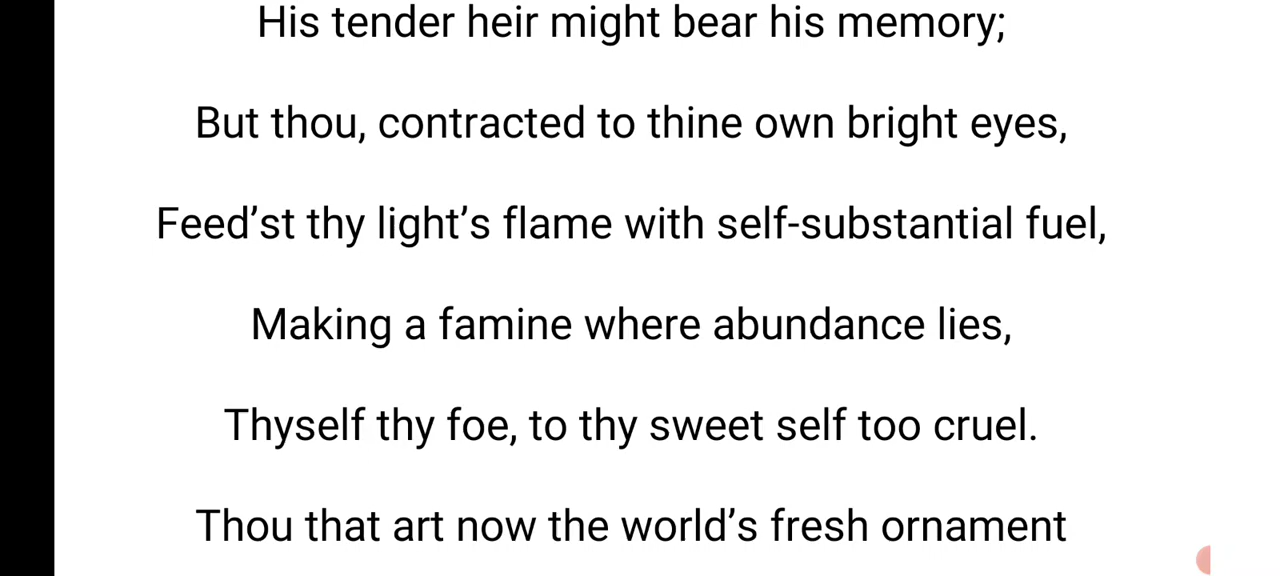 His tender heir might bear his memory;
But thou, contracted to thine own bright eyes,
Feed’st thy light’s flame with self-substantial fuel,
Making a famine where abundance lies,
Thyself thy foe, to thy sweet self too cruel.
Thou that art now the world’s fresh ornament